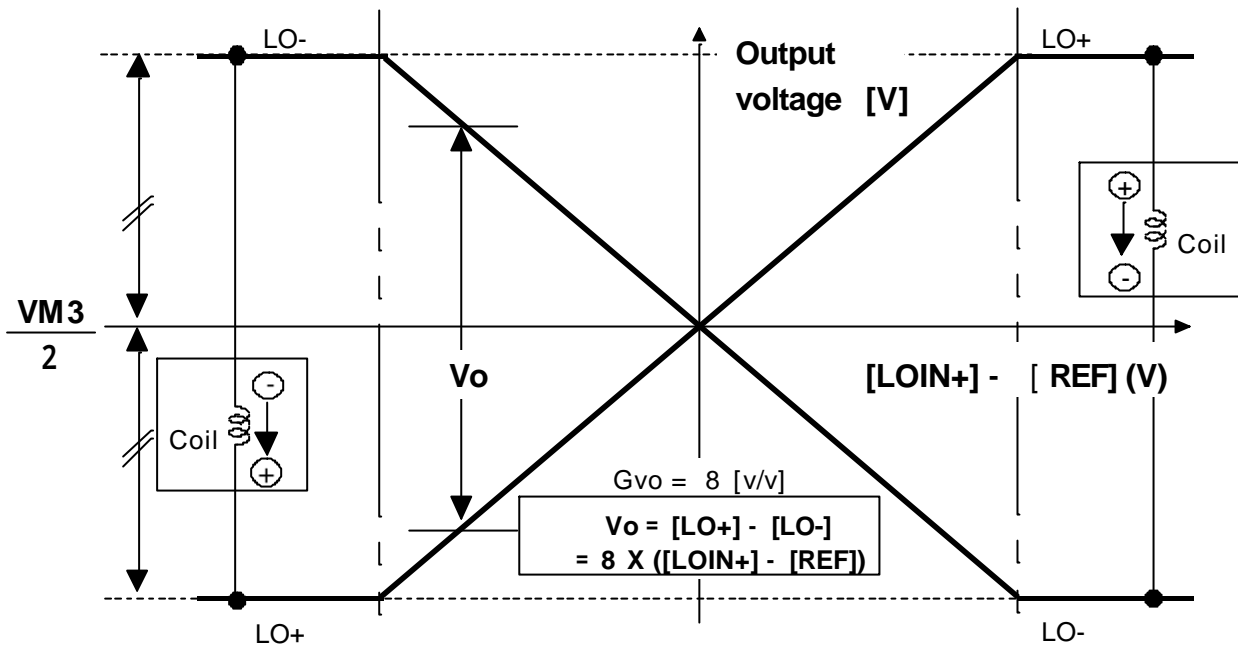 LO-
Output
voltage [V]
LO+
+
-
Coil
VM3
2
Vo
[LOIN+] - [ REF] (V)
-
Coil
+
Gvo = 8 [v/v]
Vo = [LO+] - [LO-]
= 8 X ([LOIN+] - [REF])
LO+
LO-